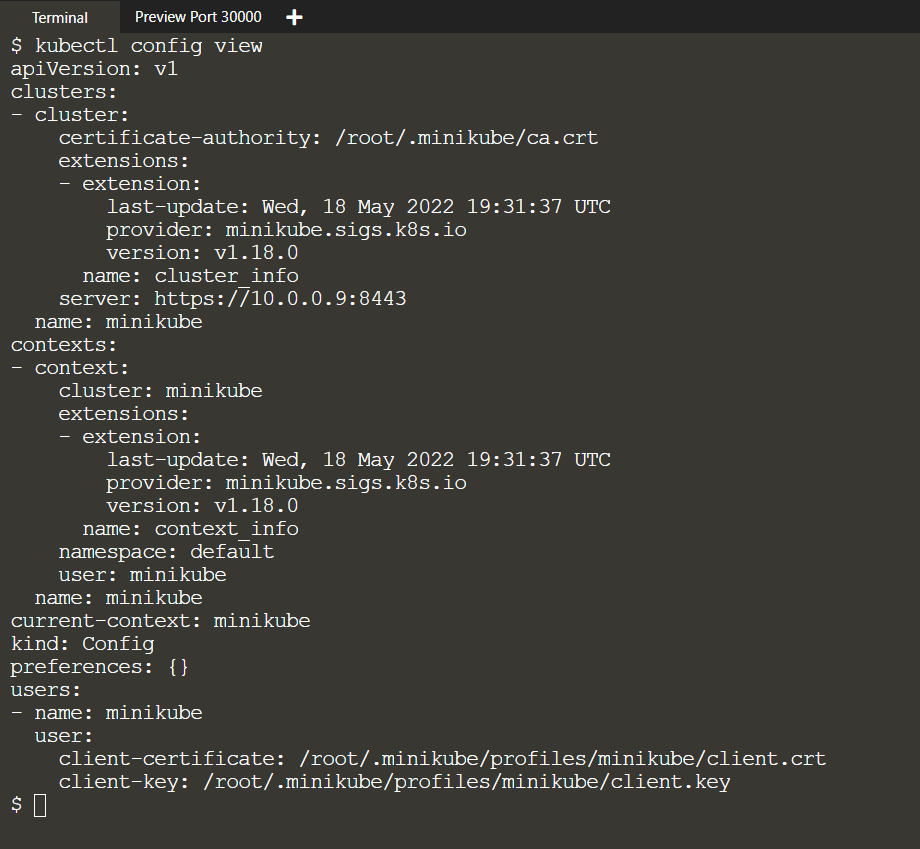 Terminal Preview Port 30000 +
$ kubectl config view
apiVersion: v1
clusters:
- cluster:
    certificate-authority: /root/.minikube/ca.crt
    extensions:
    - extension:
        last-update: Wed, 18 May 2022 19:31:37 UTC
        provider: minikube.sigs.k8s.io
        version: v1.18.0
      name: cluster_info
    server: https://10.0.0.9:8443
  name: minikube
contexts:
- context:
    cluster: minikube
    extensions:
    - extension:
        last-update: Wed, 18 May 2022 19:31:37 UTC
        provider: minikube.sigs.k8s.io
        version: v1.18.0
      name: context_info
    namespace: default
    user: minikube
  name: minikube
current-context: minikube
kind: Config
preferences: {}
users:
- name: minikube
  user:
    client-certificate: /root/.minikube/profiles/minikube/client.crt
    client-key: /root/.minikube/profiles/minikube/client.key
$